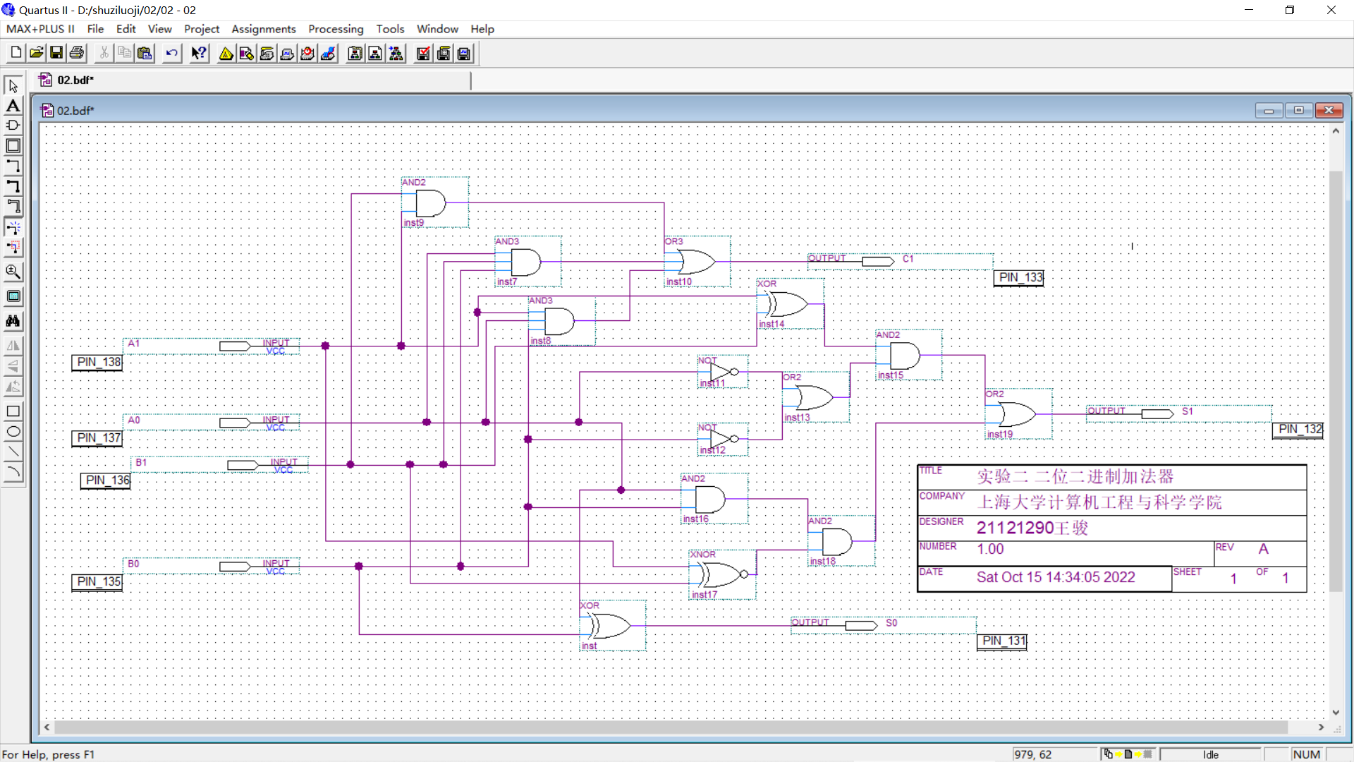 Quartus II - D:/shuziluoji/02/02 - 02
MAX+PLUS II File Edit View Project Assignments Processing Tools Window Help
02.bdf*
02.bdf*
AND2
inst9
AND3
inst7
OR3
inst10
OUTPUT C1
PIN_133
AND3
inst8
XOR
inst14
A1 INPUT
VCC
PIN_138
AND2
inst15
NOT
inst11
OR2
inst13
OR2
inst19
OUTPUT S1
PIN_132
A0 INPUT
VCC
PIN_137
NOT
inst12
B1 INPUT
VCC
PIN_136
AND2
inst16
AND2
inst18
XNOR
inst17
B0 INPUT
VCC
PIN_135
XOR
inst
OUTPUT S0
PIN_131
TITLE 实验二 二位二进制加法器
COMPANY 上海大学计算机工程与科学学院
DESIGNER 21121290王骏
NUMBER 1.00 REV A
DATE Sat Oct 15 14:34:05 2022 SHEET 1 OF 1
For Help, press F1 979, 62 Idle NUM